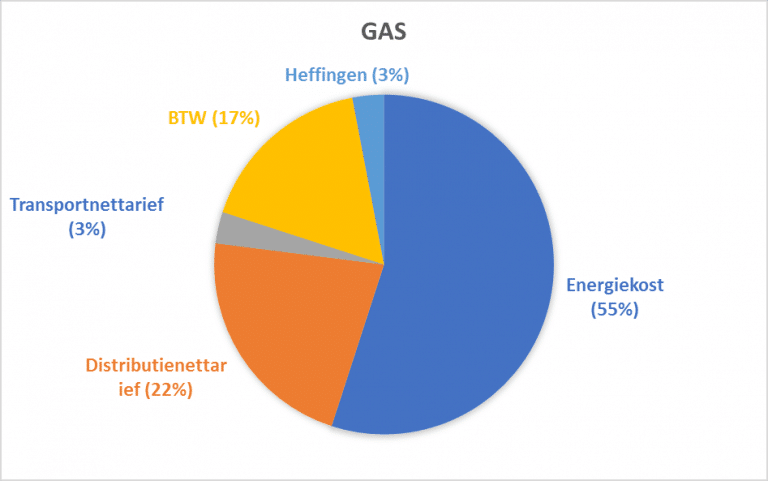 GAS
Heffingen (3%)
BTW (17%)
Transportnettarief
(3%)
Energiekost
(55%)
Distributienettar
ief (22%)